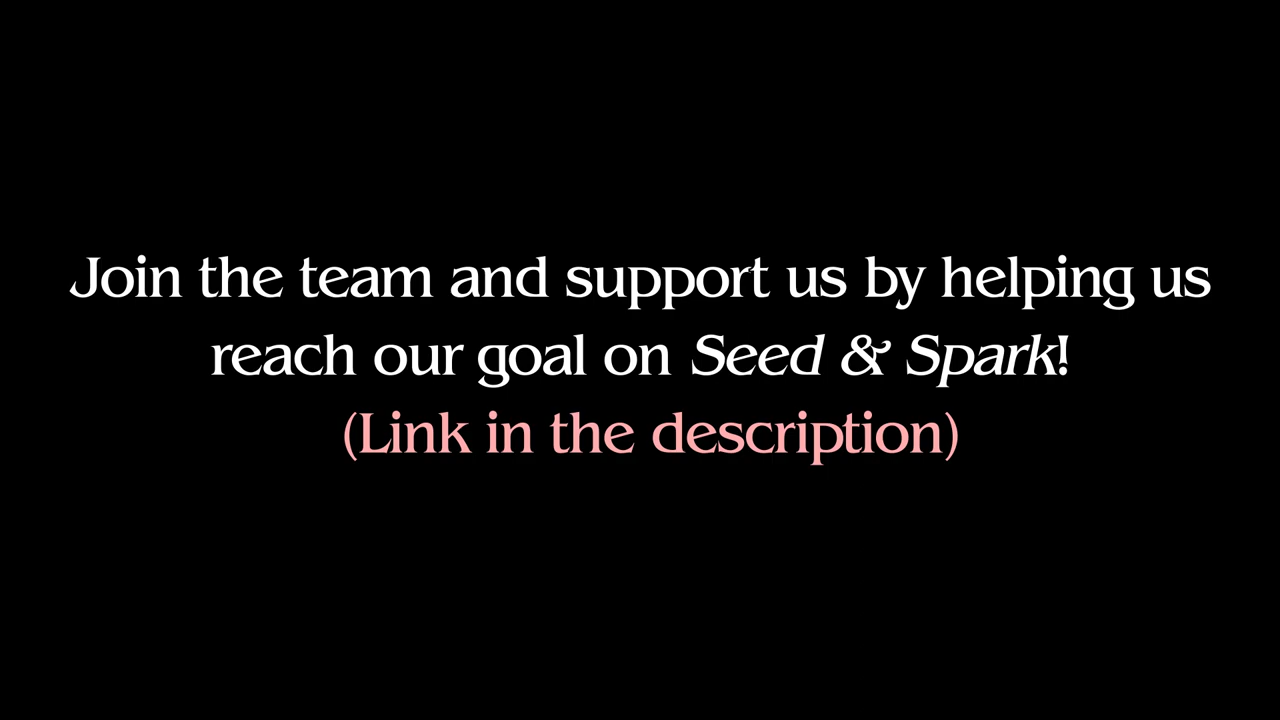 Join the team and support us by helping us
reach our goal on Seed & Spark!
(Link in the description)